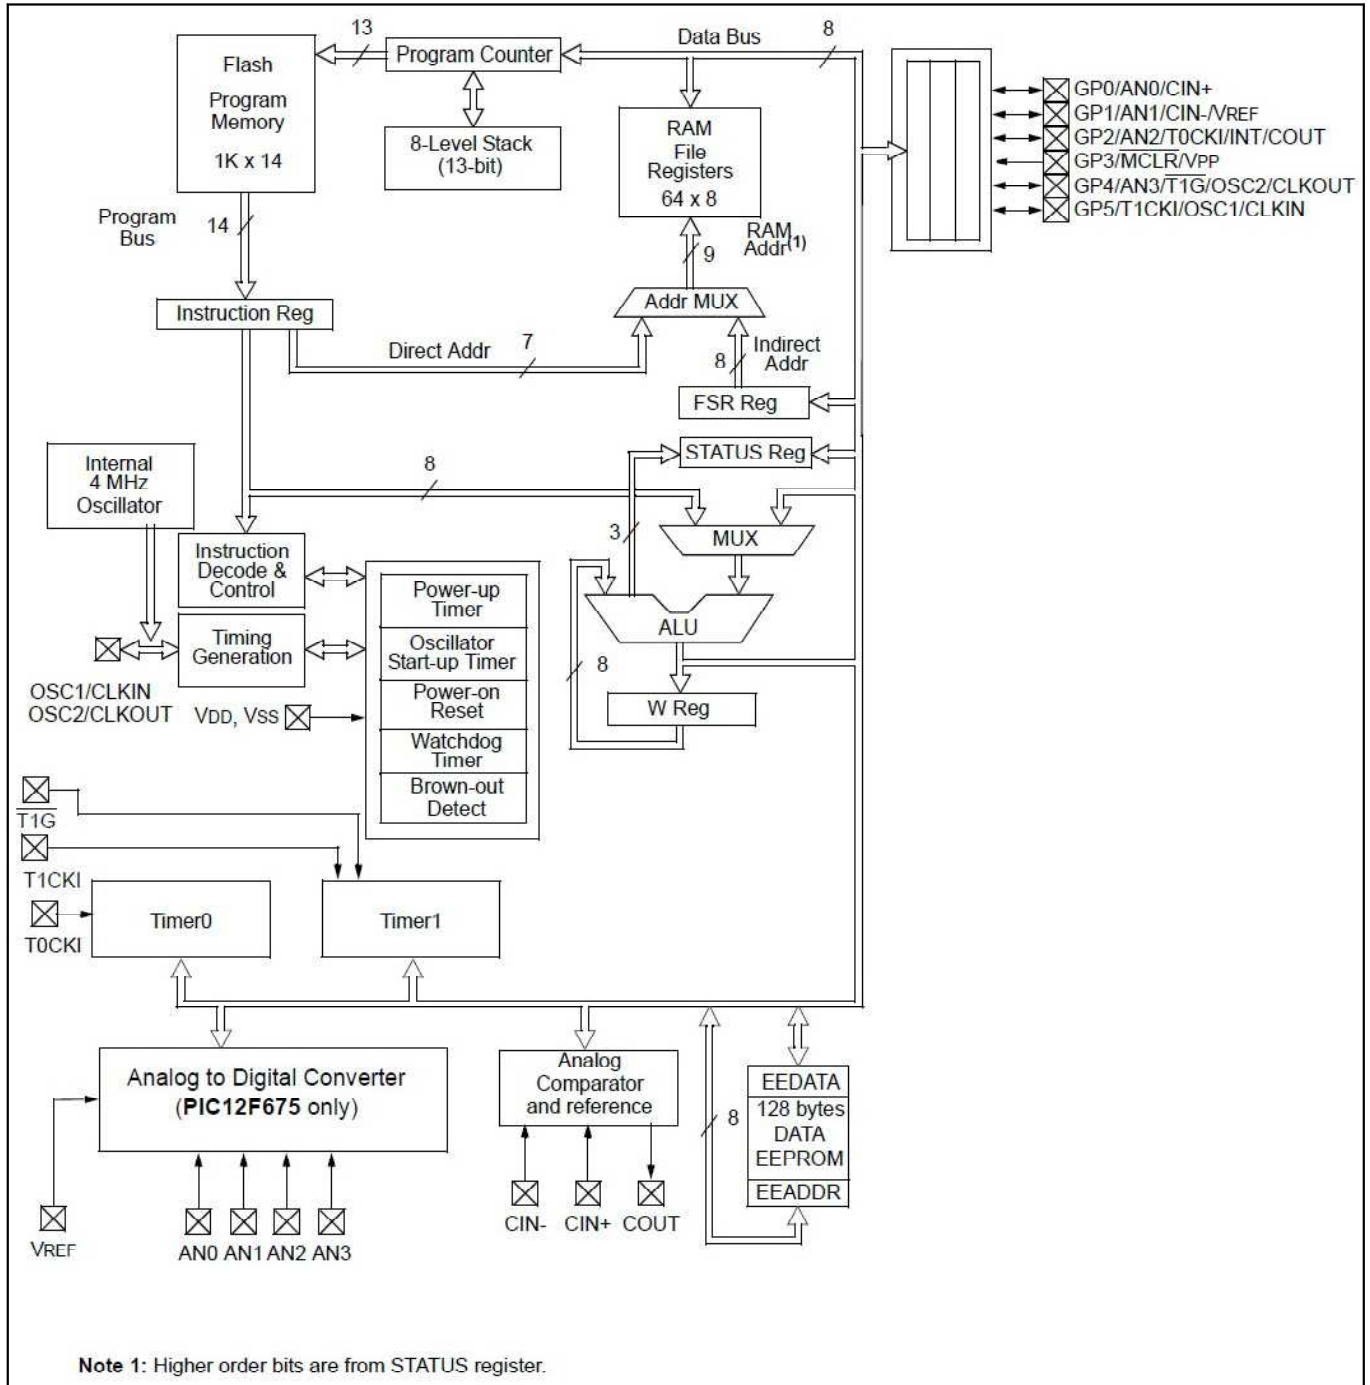 13
Data Bus
8
Program Counter
Flash
Program
Memory
1K x 14
8-Level Stack
(13-bit)
RAM
File
Registers
64 x 8
GP0/AN0/CIN+
GP1/AN1/CIN-/VREF
GP2/AN2/T0CKI/INT/COUT
GP3/MCLR/VPP
GP4/AN3/T1G/OSC2/CLKOUT
GP5/T1CKI/OSC1/CLKIN
Program
Bus
14
RAM
Addr(1)
9
Addr MUX
Instruction Reg
Direct Addr
7
Indirect
Addr
8
FSR Reg
STATUS Reg
Internal
4 MHz
Oscillator
8
3
MUX
Instruction
Decode &
Control
Power-up
Timer
ALU
Timing
Generation
Oscillator
Start-up Timer
8
OSC1/CLKIN
OSC2/CLKOUT
VDD, VSS
Power-on
Reset
W Reg
Watchdog
Timer
Brown-out
Detect
T1G
T1CKI
T0CKI
Timer0
Timer1
Analog to Digital Converter
(PIC12F675 only)
Analog
Comparator
and reference
EEDATA
128 bytes
DATA
EEPROM
EEADDR
8
VREF
AN0 AN1 AN2 AN3
CIN- CIN+ COUT
Note 1: Higher order bits are from STATUS register.